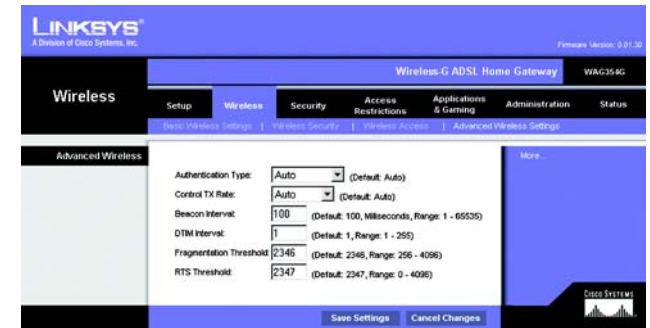 LINKSYS®
A Division of Cisco Systems, Inc.
Firmware Version: 0.01.30
Wireless-G ADSL Home Gateway WAG354G
Wireless
Setup Wireless Security Access Restrictions Applications & Gaming Administration Status
Basic Wireless Settings | Wireless Security | Wireless Access | Advanced Wireless Settings
Advanced Wireless
More...
Authentication Type: Auto (Default: Auto)
Control TX Rate: Auto (Default: Auto)
Beacon Interval: 100 (Default: 100, Milliseconds, Range: 1 - 65535)
DTIM Interval: 1 (Default: 1, Range: 1 - 255)
Fragmentation Threshold: 2346 (Default: 2346, Range: 256 - 4096)
RTS Threshold: 2347 (Default: 2347, Range: 0 - 4096)
Save Settings Cancel Changes
CISCO SYSTEMS